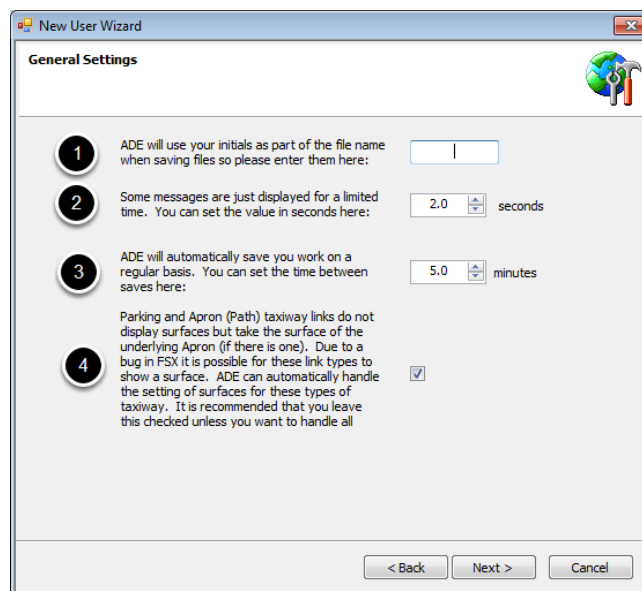 New User Wizard
General Settings
1
ADE will use your initials as part of the file name
when saving files so please enter them here:
2
Some messages are just displayed for a limited
time. You can set the value in seconds here:
2.0
seconds
3
ADE will automatically save you work on a
regular basis. You can set the time between
saves here:
5.0
minutes
4
Parking and Apron (Path) taxiway links do not
display surfaces but take the surface of the
underlying Apron (if there is one). Due to a
bug in FSX it is possible for these link types to
show a surface. ADE can automatically handle
the setting of surfaces for these types of
taxiway. It is recommended that you leave
this checked unless you want to handle all
< Back
Next >
Cancel